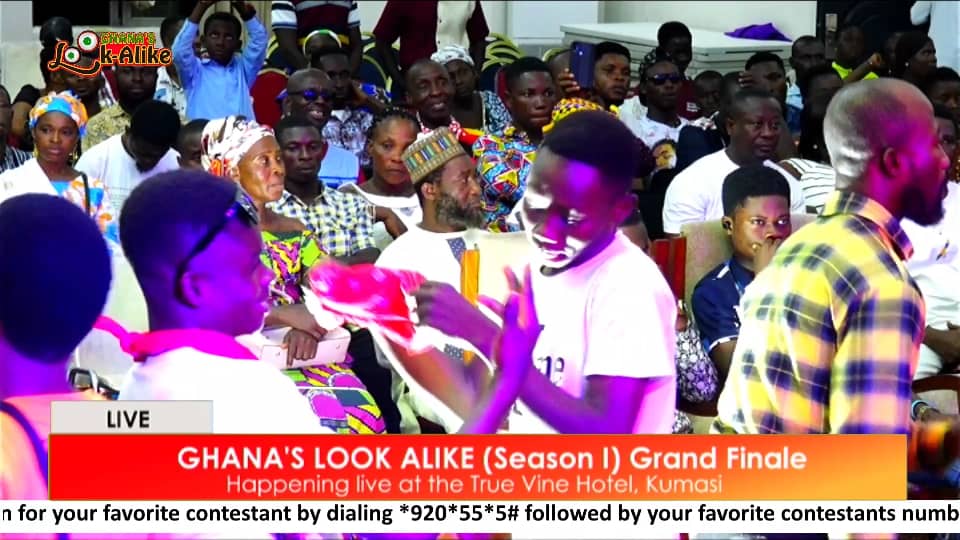 GHANA'S
Look-Alike
LIVE
GHANA'S LOOK ALIKE (Season I) Grand Finale
Happening live at the True Vine Hotel, Kumasi
n for your favorite contestant by dialing *920*55*5# followed by your favorite contestants numb